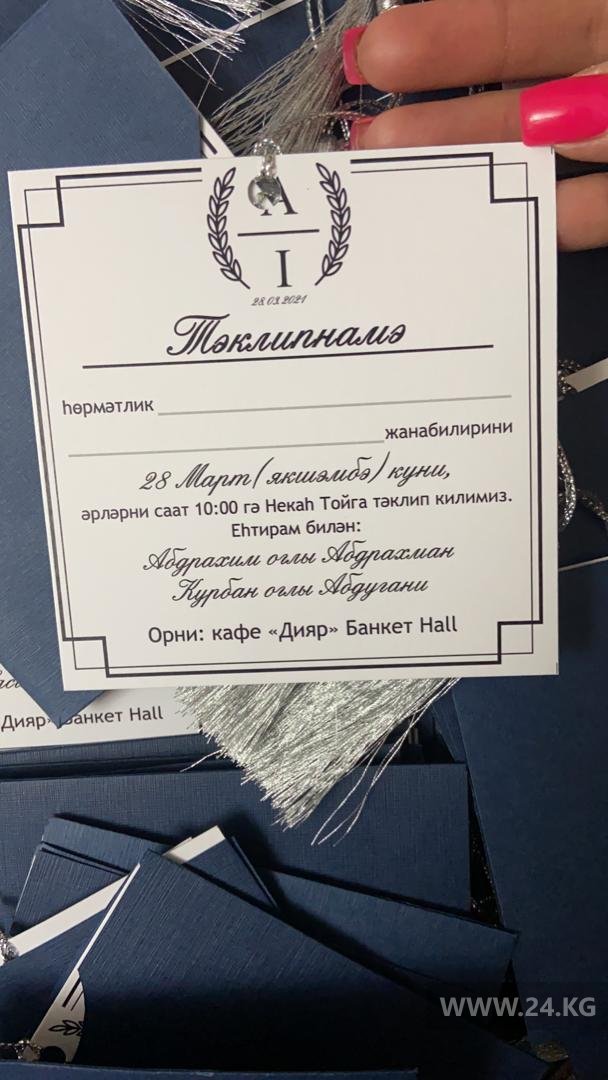 А
I
28.03.2021
Тәклипнамә
һөрмәтлик
жанабилирини
28 Март (якшәмбә) куни,
әрләрни саат 10:00 гә Некаһ Тойга тәклип килимиз.
Еһтирам билән:
Абдрахим оглы Абдрахман
Курбан оглы Абдугани
Орни: кафе «Дияр» Банкет Hall
Дияр» Банкет Hall
WWW.24.KG